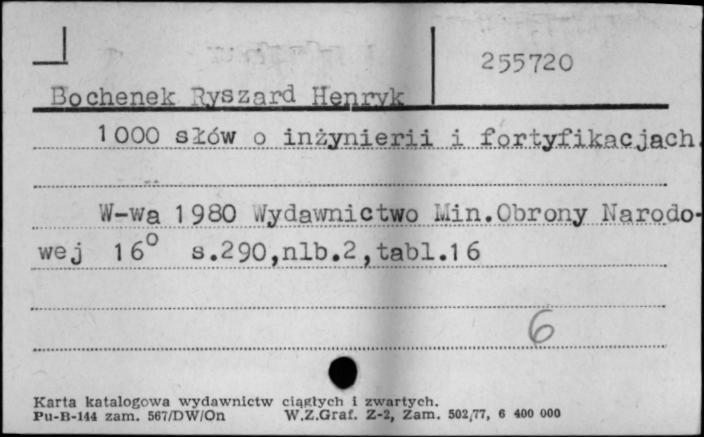 255720
Bochenek Ryszard Henryk
1000 słów o inżynierii i fortyfikacjach.
W-wa 1980 Wydawnictwo Min.Obrony Narodo-
wej 16° s.290,nlb.2,tabl.16
6
Karta katalogowa wydawnictw ciągłych i zwartych.
Pu-B-144 zam. 567/DW/On W.Z.Graf. Z-2, Zam. 502/77, 6 400 000